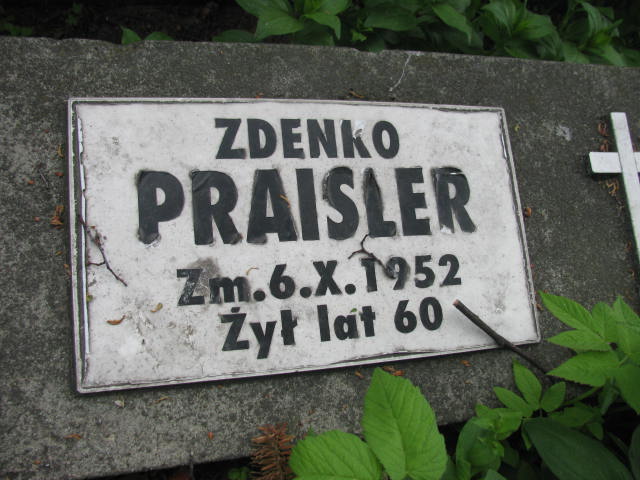 ZDENKO
PRAISLER
Zm.6.X.1952
Żył lat 60